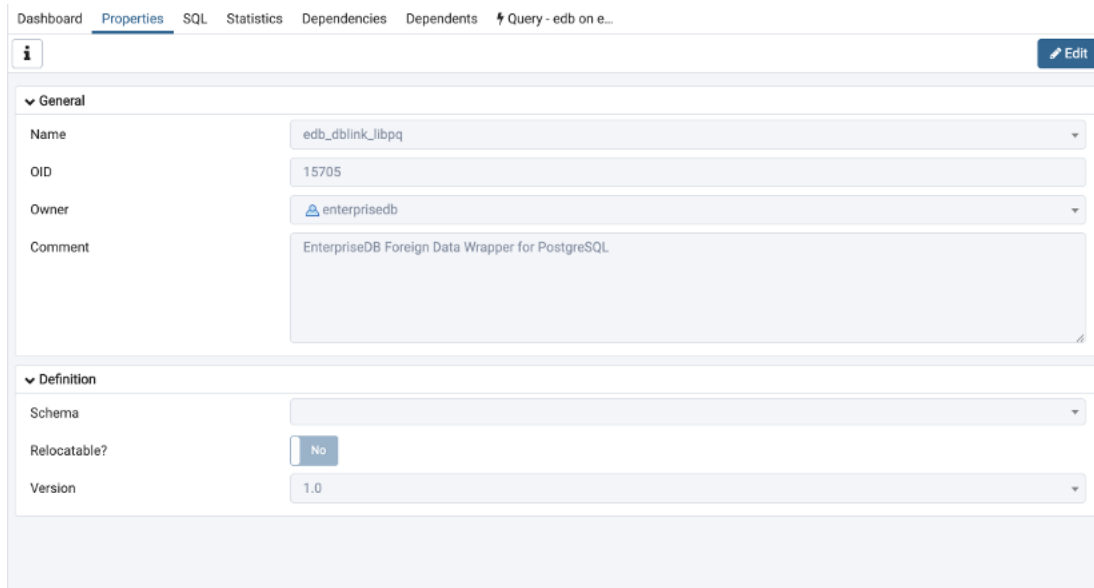 Dashboard Properties SQL Statistics Dependencies Dependents Query - edb on e...
i Edit
General
Name edb_dblink_libpq
OID 15705
Owner enterprisedb
Comment EnterpriseDB Foreign Data Wrapper for PostgreSQL
Definition
Schema
Relocatable? No
Version 1.0